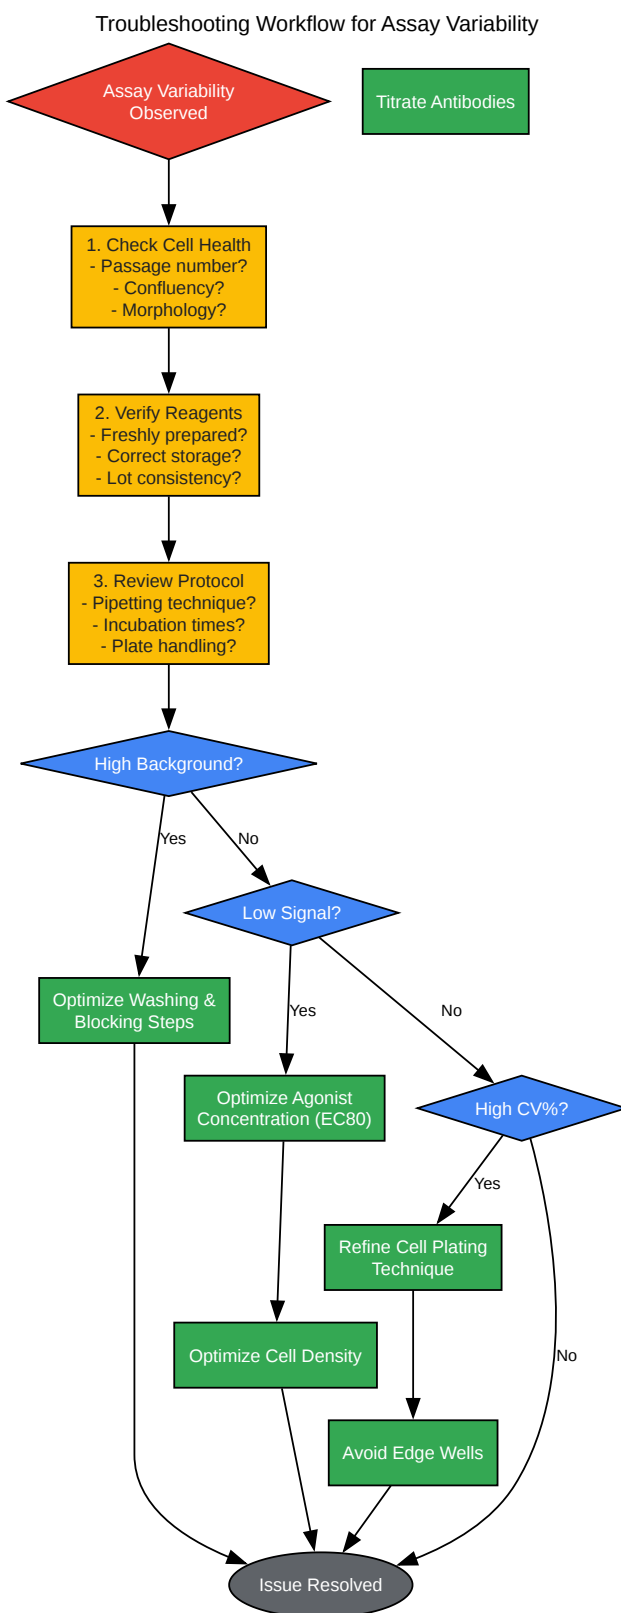 Troubleshooting Workflow for Assay Variability
Assay Variability
Observed
Titrate Antibodies
1. Check Cell Health
- Passage number?
- Confluency?
- Morphology?
2. Verify Reagents
- Freshly prepared?
- Correct storage?
- Lot consistency?
3. Review Protocol
- Pipetting technique?
- Incubation times?
- Plate handling?
High Background?
Yes
No
Low Signal?
Optimize Washing &
Blocking Steps
Yes
No
Optimize Agonist
Concentration (EC80)
High CV%?
Yes
Refine Cell Plating
Technique
Optimize Cell Density
No
Avoid Edge Wells
Issue Resolved